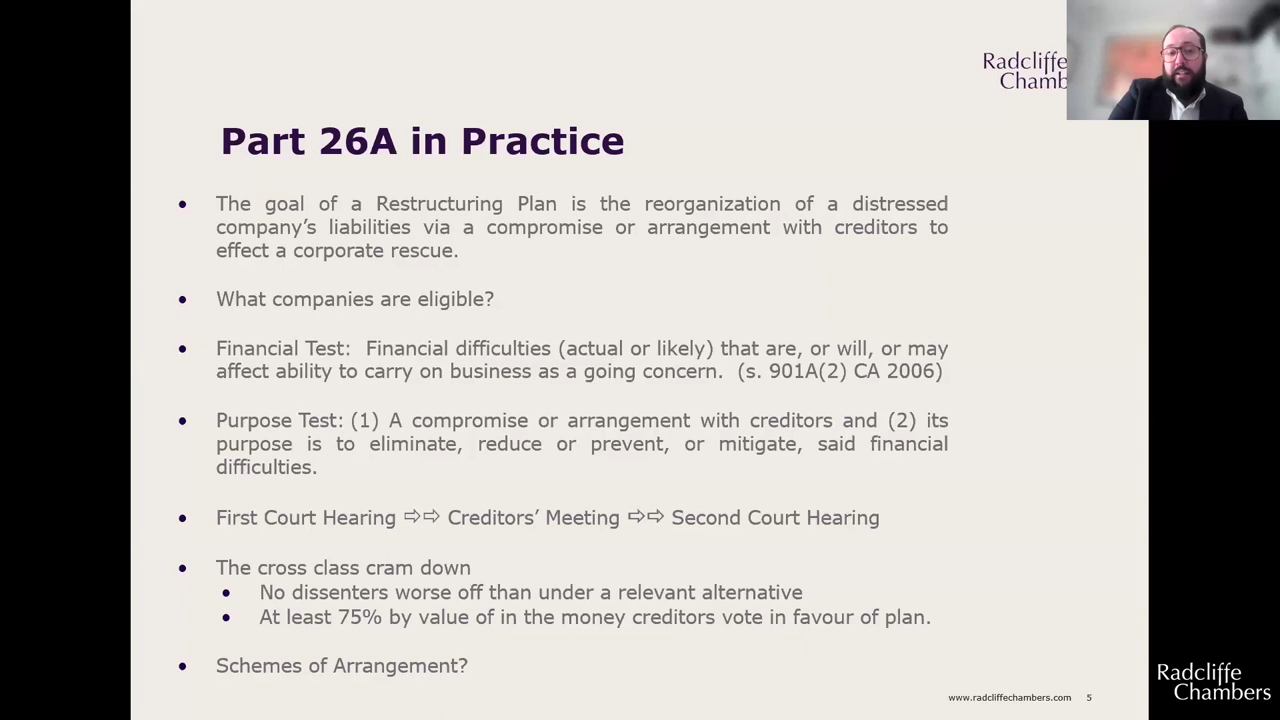 Radcliffe
Chamb
Part 26A in Practice
• The goal of a Restructuring Plan is the reorganization of a distressed
company's liabilities via a compromise or arrangement with creditors to
effect a corporate rescue.
• What companies are eligible?
• Financial Test: Financial difficulties (actual or likely) that are, or will, or may
affect ability to carry on business as a going concern. (s. 901A(2) CA 2006)
• Purpose Test: (1) A compromise or arrangement with creditors and (2) its
purpose is to eliminate, reduce or prevent, or mitigate, said financial
difficulties.
• First Court Hearing ⇨⇨ Creditors' Meeting ⇨⇨ Second Court Hearing
• The cross class cram down
• No dissenters worse off than under a relevant alternative
• At least 75% by value of in the money creditors vote in favour of plan.
• Schemes of Arrangement?
www.radcliffechambers.com 5
Radcliffe
Chambers